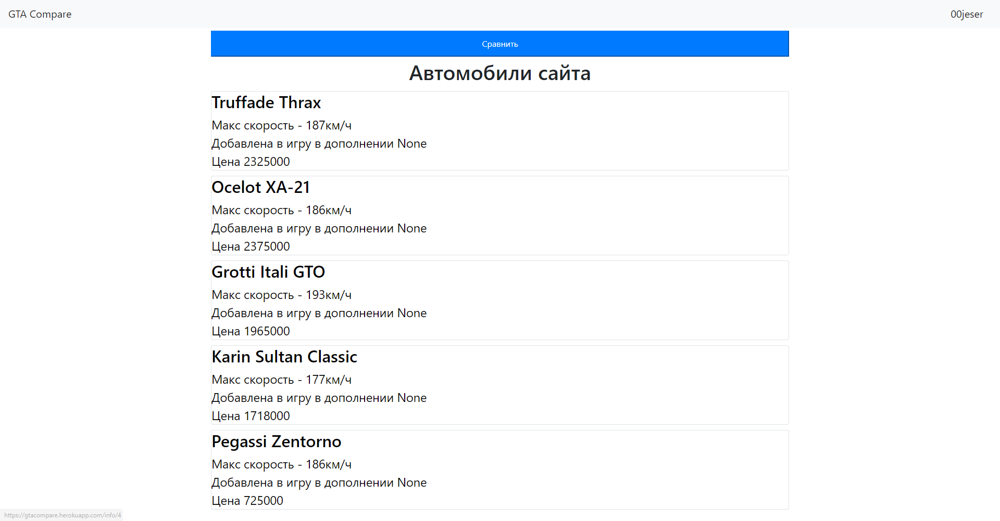 GTA Compare
00jeser
Сравнить
Автомобили сайта
Truffade Thrax
Макс скорость - 187км/ч
Добавлена в игру в дополнении None
Цена 2325000
Ocelot XA-21
Макс скорость - 186км/ч
Добавлена в игру в дополнении None
Цена 2375000
Grotti Itali GTO
Макс скорость - 193км/ч
Добавлена в игру в дополнении None
Цена 1965000
Karin Sultan Classic
Макс скорость - 177км/ч
Добавлена в игру в дополнении None
Цена 1718000
Pegassi Zentorno
Макс скорость - 186км/ч
Добавлена в игру в дополнении None
Цена 725000
https://gtacompare.herokuapp.com/info/4